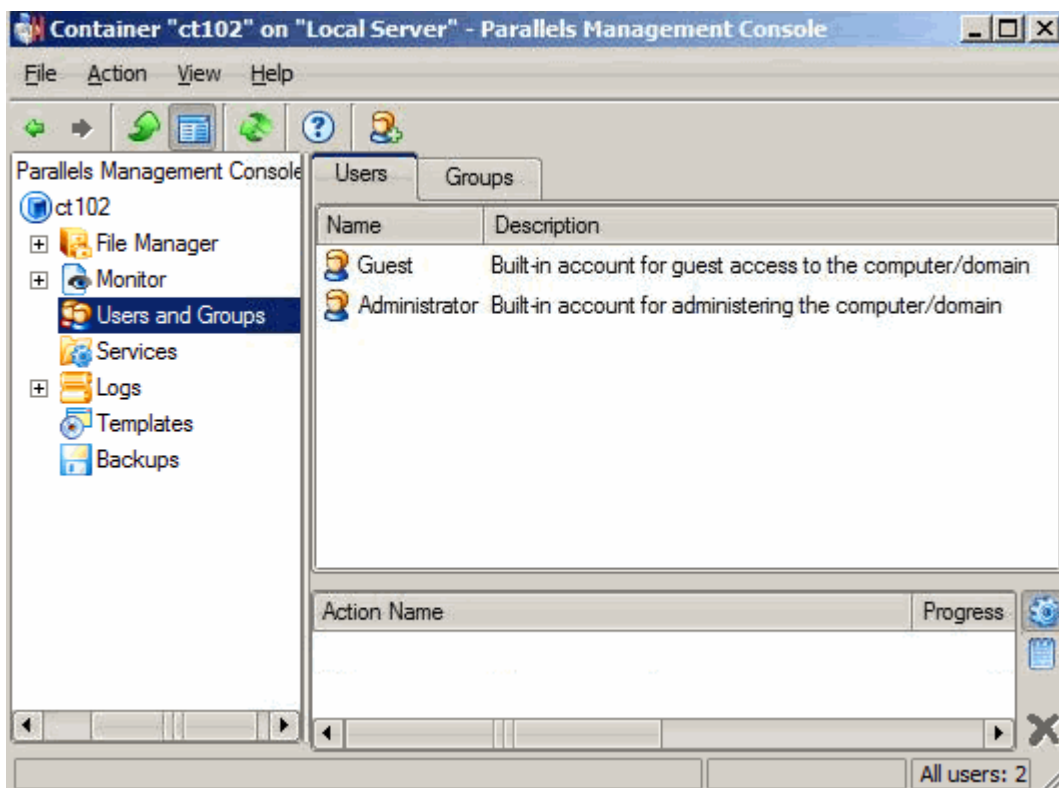 Container "ct102" on "Local Server" - Parallels Management Console
File Action View Help
Parallels Management Console
ct102
File Manager
Monitor
Users and Groups
Services
Logs
Templates
Backups
Users Groups
Name Description
Guest Built-in account for guest access to the computer/domain
Administrator Built-in account for administering the computer/domain
Action Name Progress
All users: 2